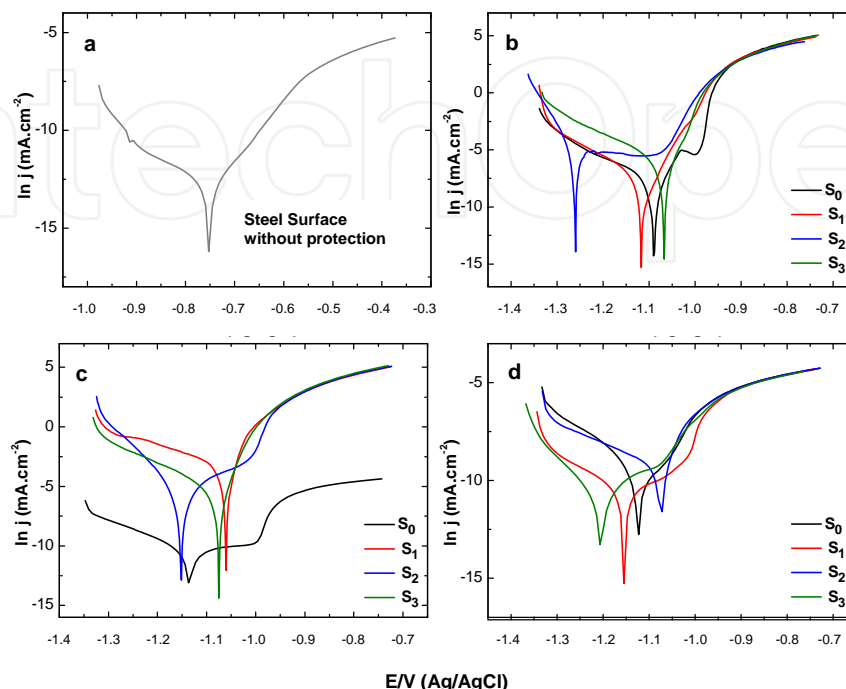 a
ln j (mA.cm-2)
-5
-10
-15
Steel Surface
without protection
-1.0 -0.9 -0.8 -0.7 -0.6 -0.5 -0.4 -0.3
b
ln j (mA.cm-2)
5
0
-5
-10
-15
S0
S1
S2
S3
-1.4 -1.3 -1.2 -1.1 -1.0 -0.9 -0.8 -0.7
c
ln j (mA.cm-2)
5
0
-5
-10
-15
S0
S1
S2
S3
-1.4 -1.3 -1.2 -1.1 -1.0 -0.9 -0.8 -0.7
d
ln j (mA.cm-2)
-5
-10
-15
S0
S1
S2
S3
-1.4 -1.3 -1.2 -1.1 -1.0 -0.9 -0.8 -0.7
E/V (Ag/AgCl)